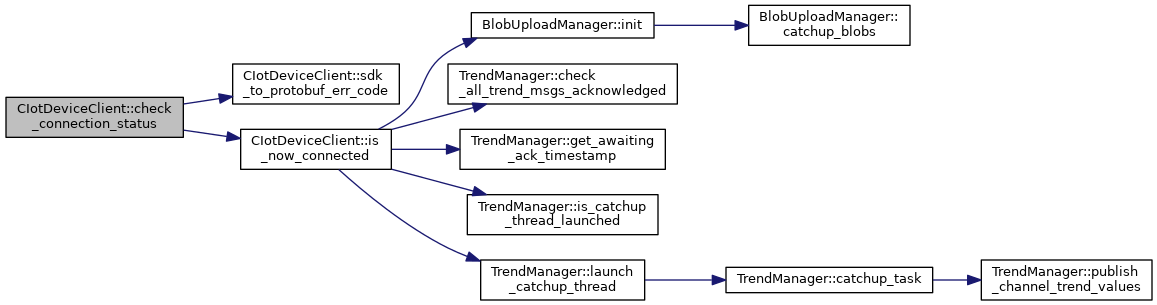 CIotDeviceClient::check
_connection_status
CIotDeviceClient::sdk
_to_protobuf_err_code
CIotDeviceClient::is
_now_connected
BlobUploadManager::init
BlobUploadManager::
catchup_blobs
TrendManager::check
_all_trend_msgs_acknowledged
TrendManager::get_awaiting
_ack_timestamp
TrendManager::is_catchup
_thread_launched
TrendManager::launch
_catchup_thread
TrendManager::catchup_task
TrendManager::publish
_channel_trend_values